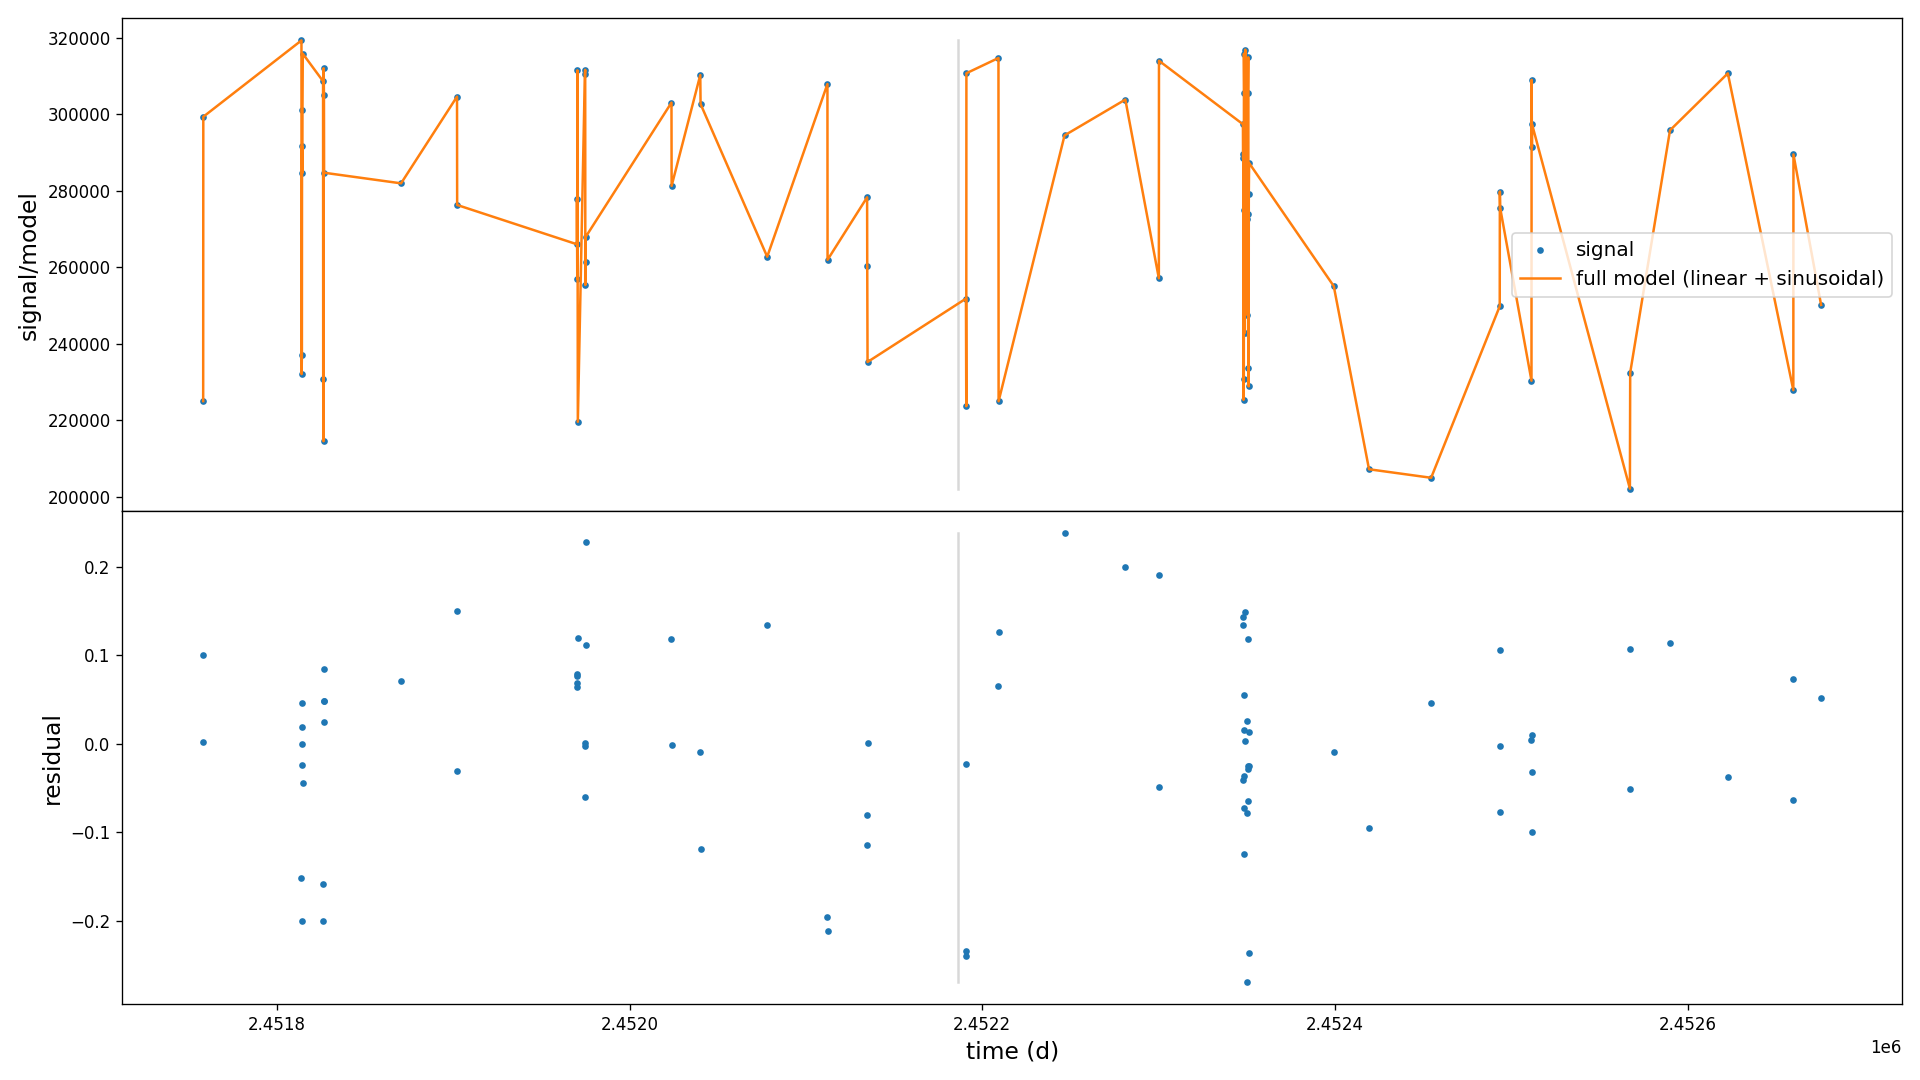 320000
300000
280000
260000
240000
220000
200000
signal/model
signal
full model (linear + sinusoidal)
0.2
0.1
0.0
−0.1
−0.2
residual
2.4518
2.4520
2.4522
2.4524
2.4526
time (d)
1e6